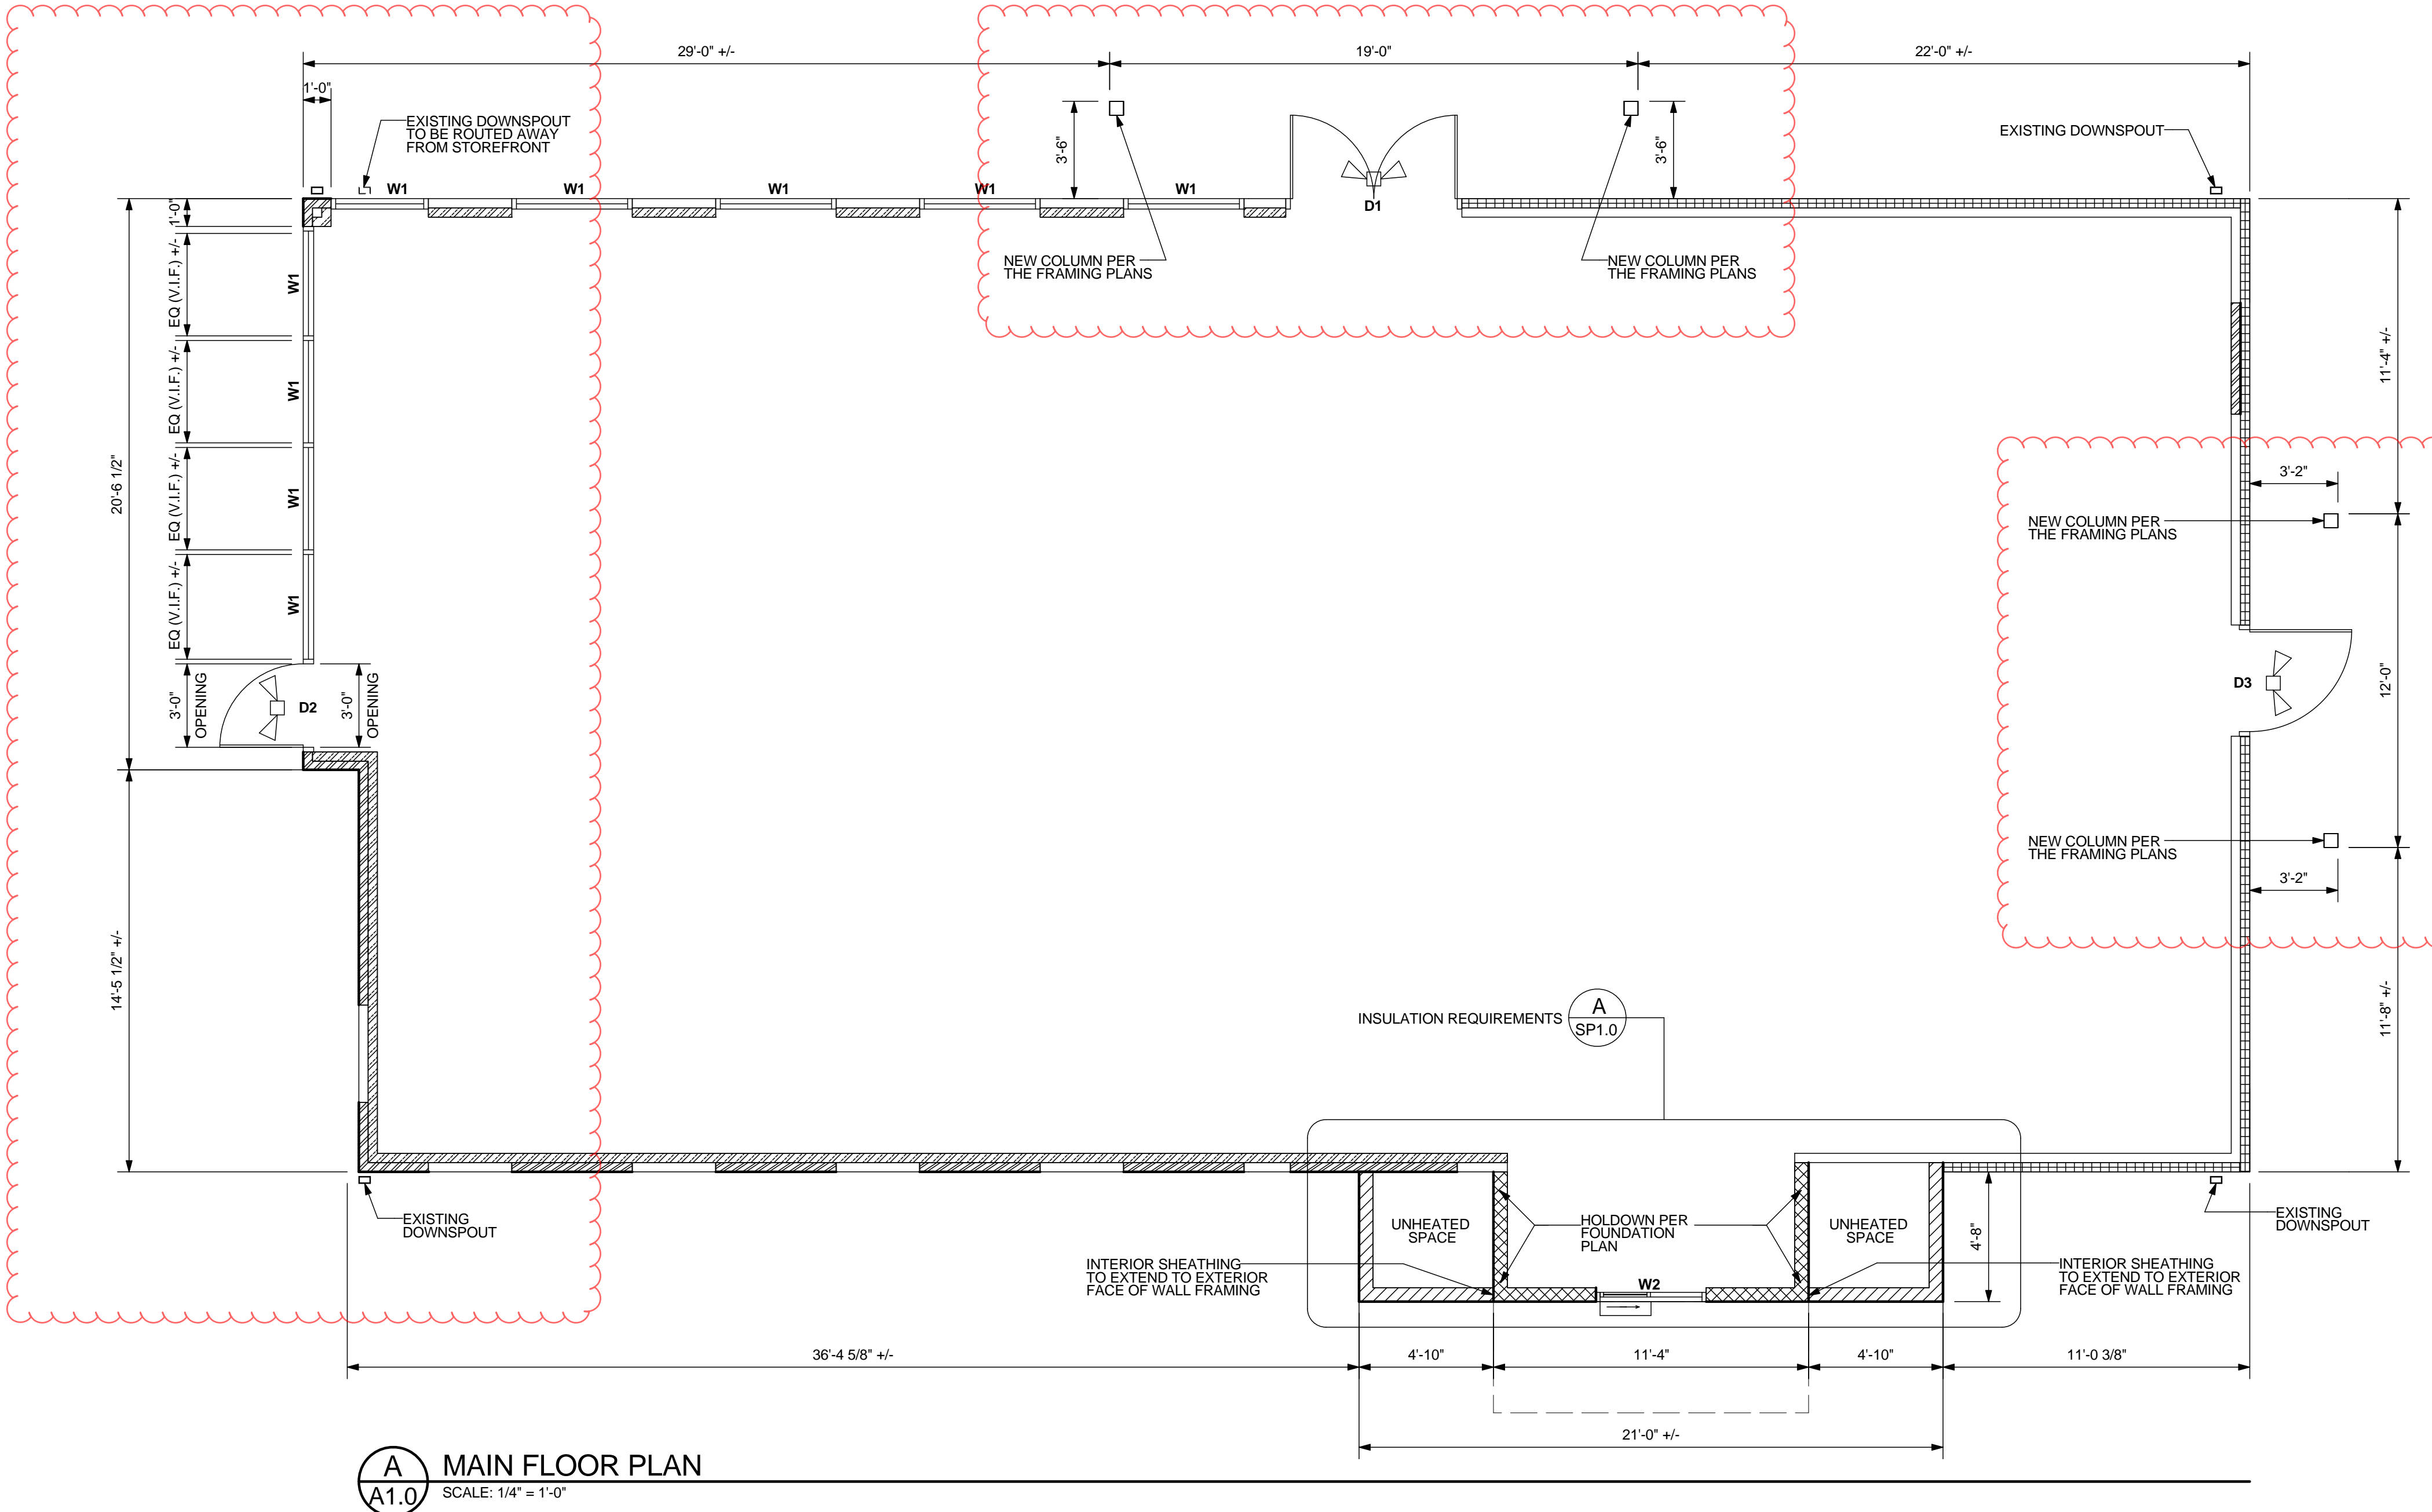 29'-0" +/-
19'-0"
22'-0" +/-
1'-0"
EXISTING DOWNSPOUT
TO BE ROUTED AWAY
FROM STOREFRONT
3'-6"
3'-6"
EXISTING DOWNSPOUT
W1
W1
W1
W1
W1
D1
1'-0"
NEW COLUMN PER
THE FRAMING PLANS
NEW COLUMN PER
THE FRAMING PLANS
EQ (V.I.F.) +/-
W1
EQ (V.I.F.) +/-
W1
EQ (V.I.F.) +/-
W1
EQ (V.I.F.) +/-
W1
20'-6 1/2"
11'-4" +/-
3'-2"
NEW COLUMN PER
THE FRAMING PLANS
3'-0"
OPENING
D2
3'-0"
OPENING
D3
12'-0"
NEW COLUMN PER
THE FRAMING PLANS
3'-2"
14'-5 1/2" +/-
11'-8" +/-
INSULATION REQUIREMENTS
A
SP1.0
EXISTING
DOWNSPOUT
UNHEATED
SPACE
HOLDOWN PER
FOUNDATION
PLAN
UNHEATED
SPACE
4'-8"
EXISTING
DOWNSPOUT
INTERIOR SHEATHING
TO EXTEND TO EXTERIOR
FACE OF WALL FRAMING
W2
INTERIOR SHEATHING
TO EXTEND TO EXTERIOR
FACE OF WALL FRAMING
36'-4 5/8" +/-
4'-10"
11'-4"
4'-10"
11'-0 3/8"
21'-0" +/-
A
A1.0
MAIN FLOOR PLAN
SCALE: 1/4" = 1'-0"